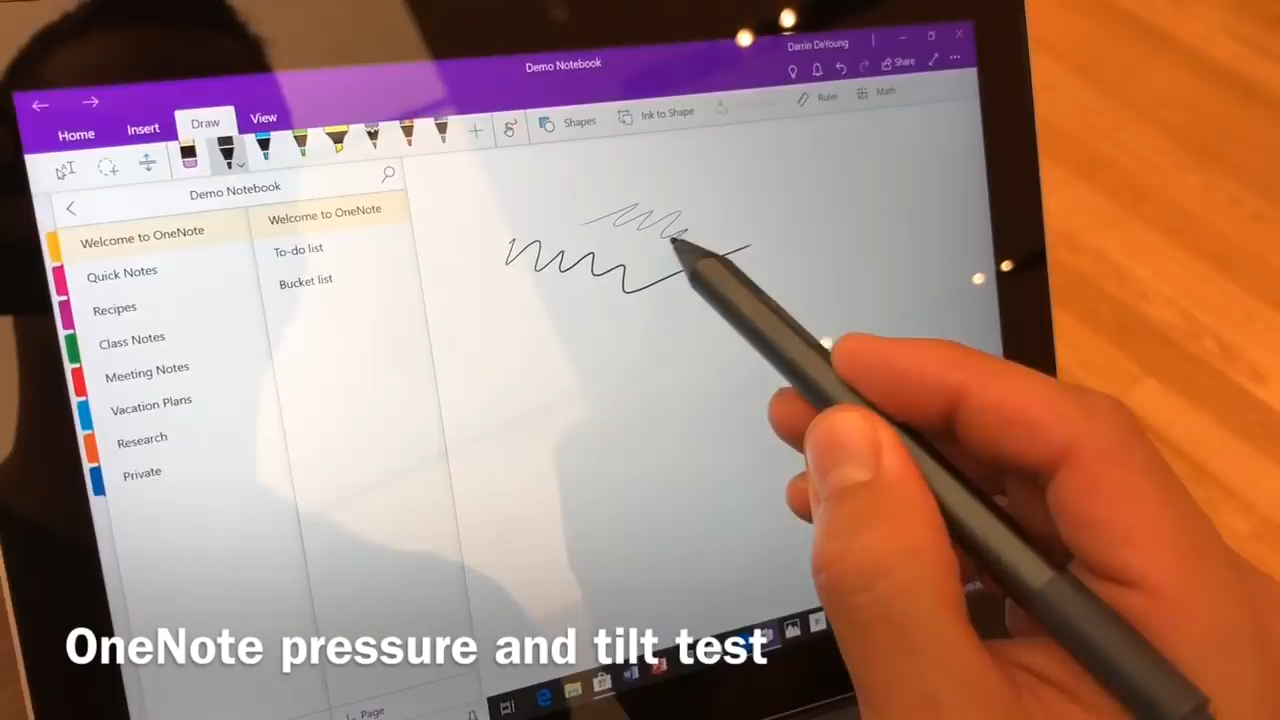 Darrin DeYoung
Demo Notebook
Share
Home
Insert
Draw
View
Shapes
Ink to Shape
Ruler
Math
Demo Notebook
Welcome to OneNote
Quick Notes
Recipes
Class Notes
Meeting Notes
Vacation Plans
Research
Private
Welcome to OneNote
To-do list
Bucket list
Page
OneNote pressure and tilt test